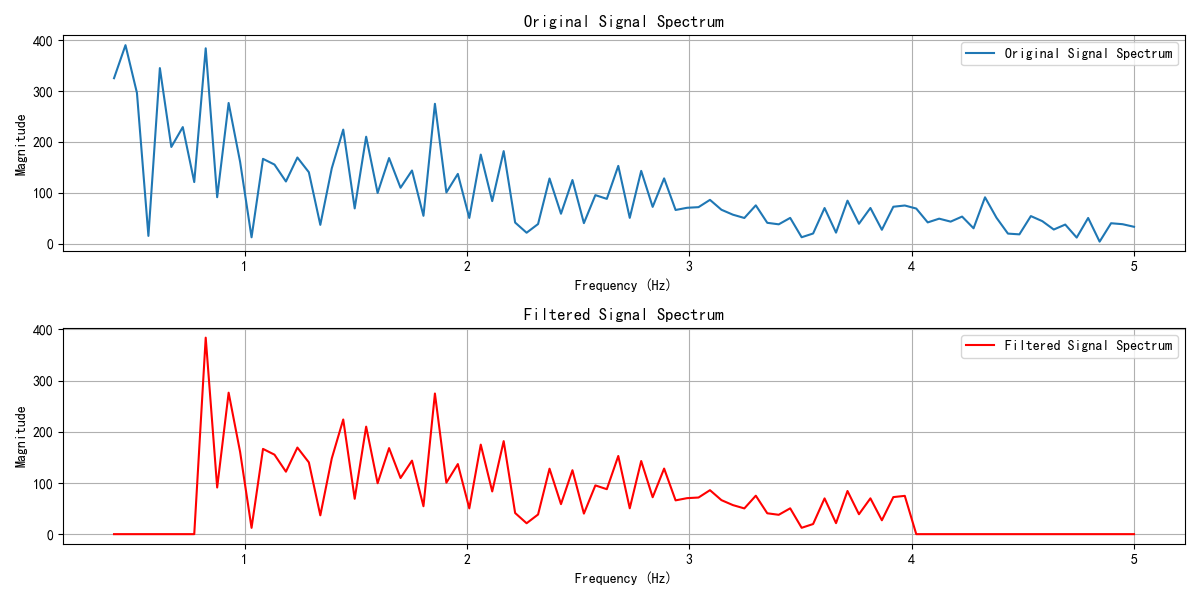 Original Signal Spectrum
400
300
200
100
0
Magnitude
Original Signal Spectrum
1
2
3
4
5
Frequency (Hz)
Filtered Signal Spectrum
400
300
200
100
0
Magnitude
Filtered Signal Spectrum
1
2
3
4
5
Frequency (Hz)